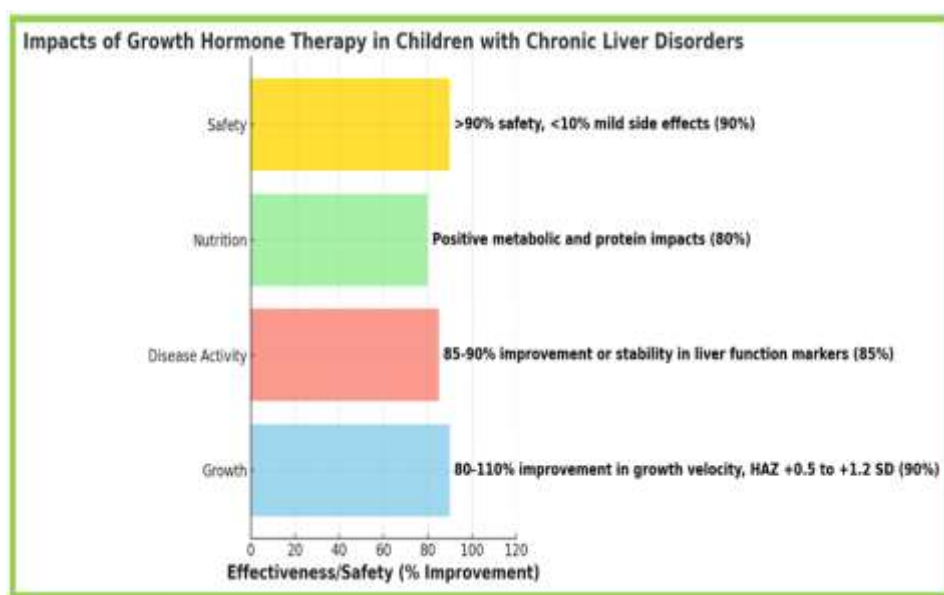 Impacts of Growth Hormone Therapy in Children with Chronic Liver Disorders
Safety
>90% safety, <10% mild side effects (90%)
Nutrition
Positive metabolic and protein impacts (80%)
Disease Activity
85-90% improvement or stability in liver function markers (85%)
Growth
80-110% improvement in growth velocity, HAZ +0.5 to +1.2 SD (90%)
0 20 40 60 80 100 120
Effectiveness/Safety (% Improvement)